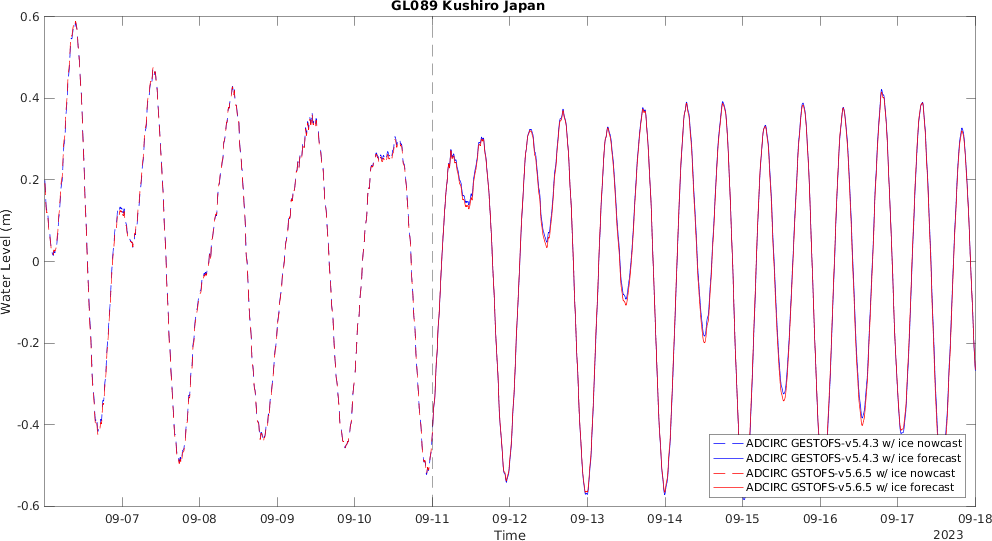 GL089 Kushiro Japan
Water Level (m)
0.6
0.4
0.2
0
-0.2
-0.4
-0.6
ADCIRC GESTOFS-v5.4.3 w/ ice nowcast
ADCIRC GESTOFS-v5.4.3 w/ ice forecast
ADCIRC GSTOFS-v5.6.5 w/ ice nowcast
ADCIRC GSTOFS-v5.6.5 w/ ice forecast
09-07 09-08 09-09 09-10 09-11 09-12 09-13 09-14 09-15 09-16 09-17 09-18
Time
2023